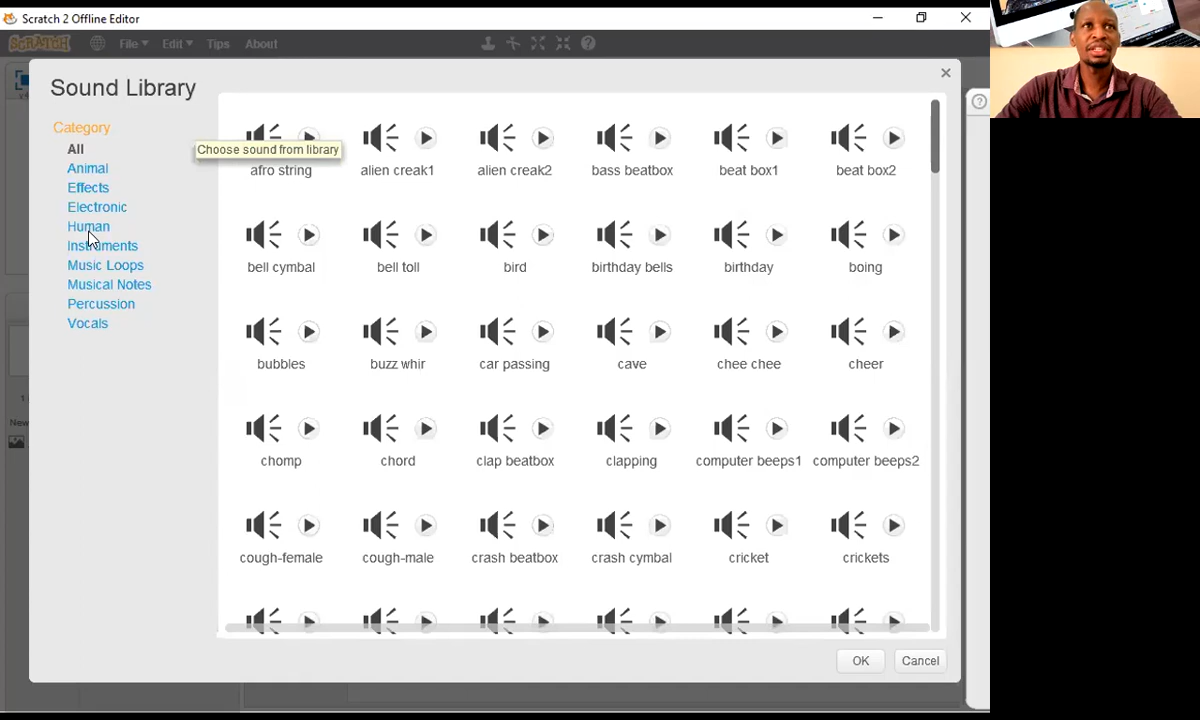 Scratch 2 Offline Editor
SCRATCH File Edit Tips About
Sound Library
Category
All
Animal
Effects
Electronic
Human
Instruments
Music Loops
Musical Notes
Percussion
Vocals
Choose sound from library
afro string alien creak1 alien creak2 bass beatbox beat box1 beat box2
bell cymbal bell toll bird birthday bells birthday boing
bubbles buzz whir car passing cave chee chee cheer
chomp chord clap beatbox clapping computer beeps1 computer beeps2
cough-female cough-male crash beatbox crash cymbal cricket crickets
OK Cancel
New